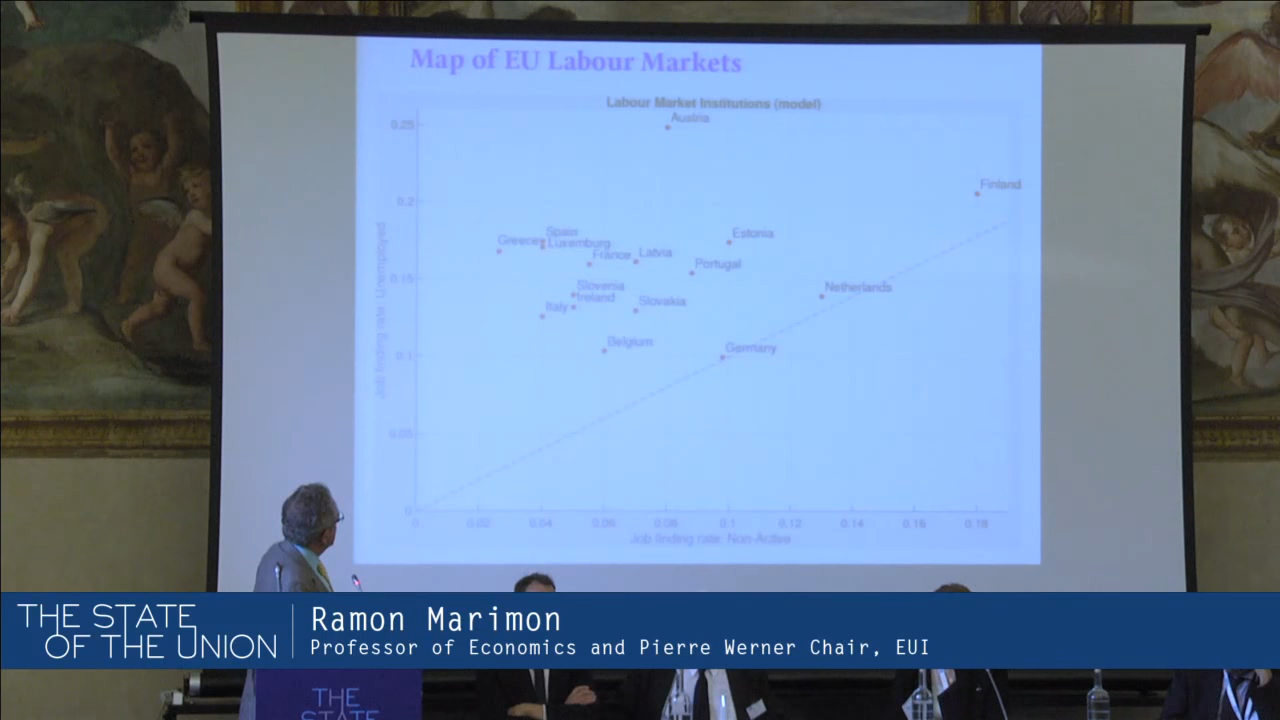 Map of EU Labour Markets
Labour Market Institutions (model)
Austria
0.25
Finland
0.2
Spain
Estonia
Greece
Luxemburg
France
Latvia
Portugal
0.15
Slovenia
Netherlands
Ireland
Italy
Slovakia
Belgium
Germany
0.1
0.05
0
Job finding rate: Unemployed
0
0.02
0.04
0.06
0.08
0.1
0.12
0.14
0.16
0.18
Job finding rate: Non-Active
THE STATE
OF THE UNION
Ramon Marimon
Professor of Economics and Pierre Werner Chair, EUI
THE
STATE